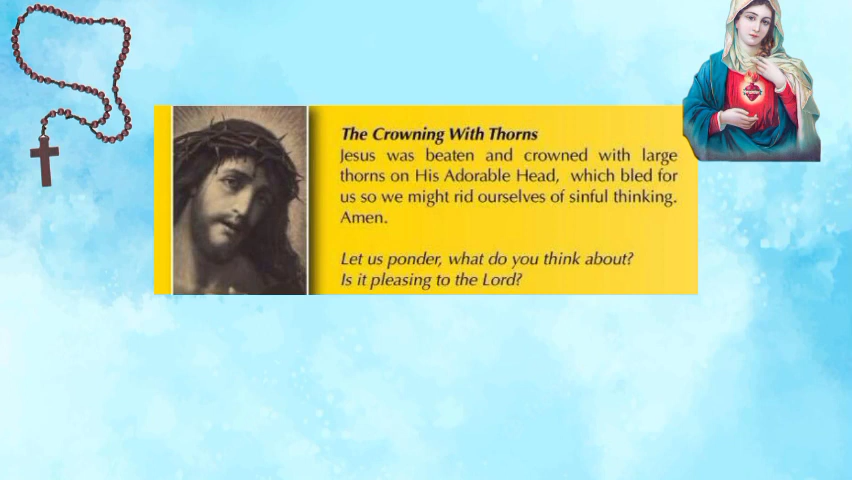 The Crowning With Thorns
Jesus was beaten and crowned with large
thorns on His Adorable Head, which bled for
us so we might rid ourselves of sinful thinking.
Amen.
Let us ponder, what do you think about?
Is it pleasing to the Lord?